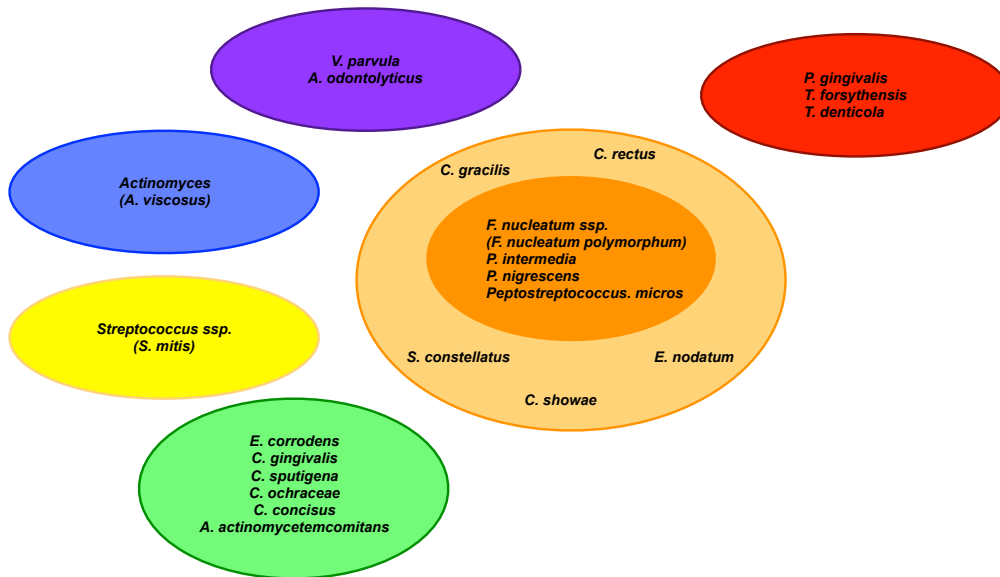 V. parvula
A. odontolyticus
P. gingivalis
T. forsythensis
T. denticola
Actinomyces
(A. viscosus)
C. rectus
C. gracilis
F. nucleatum ssp.
(F. nucleatum polymorphum)
P. intermedia
P. nigrescens
Peptostreptococcus. micros
S. constellatus
E. nodatum
C. showae
Streptococcus ssp.
(S. mitis)
E. corrodens
C. gingivalis
C. sputigena
C. ochraceae
C. concisus
A. actinomycetemcomitans